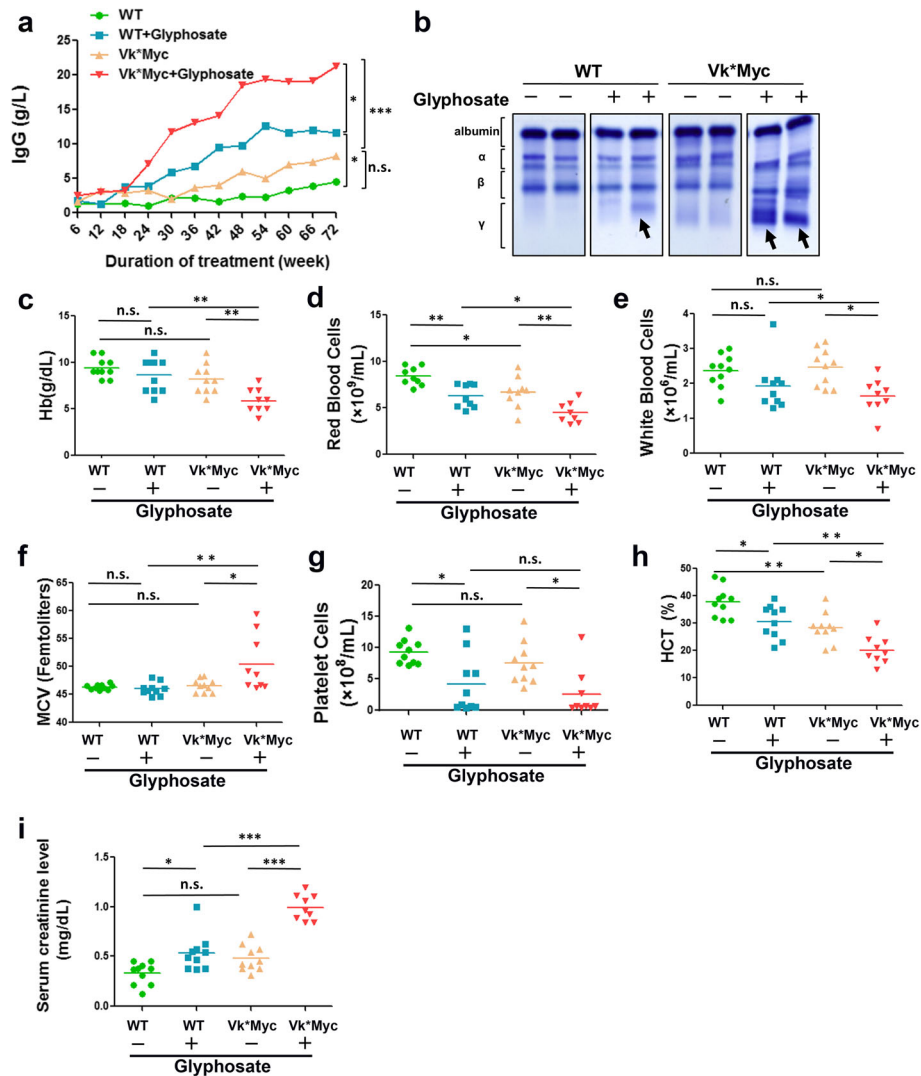 a
WT
WT+Glyphosate
Vk*Myc
Vk*Myc+Glyphosate
IgG (g/L)
25
20
15
10
5
0
6 12 18 24 30 36 42 48 54 60 66 72
Duration of treatment (week)
* ***
* n.s.
b
WT Vk*Myc
Glyphosate − − + + − − + +
albumin
α
β
γ
c
n.s. **
**
n.s.
Hb(g/dL)
15
10
5
0
WT WT Vk*Myc Vk*Myc
− + − +
Glyphosate
d
*
** **
*
Red Blood Cells
(×10⁹/mL)
15
10
5
0
WT WT Vk*Myc Vk*Myc
− + − +
Glyphosate
e
n.s.
n.s. *
*
White Blood Cells
(×10⁶/mL)
6
4
2
0
WT WT Vk*Myc Vk*Myc
− + − +
Glyphosate
f
**
n.s. *
n.s.
MCV (Femtoliters)
65
60
55
50
45
40
WT WT Vk*Myc Vk*Myc
− + − +
Glyphosate
g
n.s.
* *
n.s.
Platelet Cells
(×10⁸/mL)
20
15
10
5
0
WT WT Vk*Myc Vk*Myc
− + − +
Glyphosate
h
* **
** *
HCT (%)
50
40
30
20
10
0
WT WT Vk*Myc Vk*Myc
− + − +
Glyphosate
i
***
* ***
n.s.
Serum creatinine level
(mg/dL)
1.5
1.0
0.5
0.0
WT WT Vk*Myc Vk*Myc
− + − +
Glyphosate